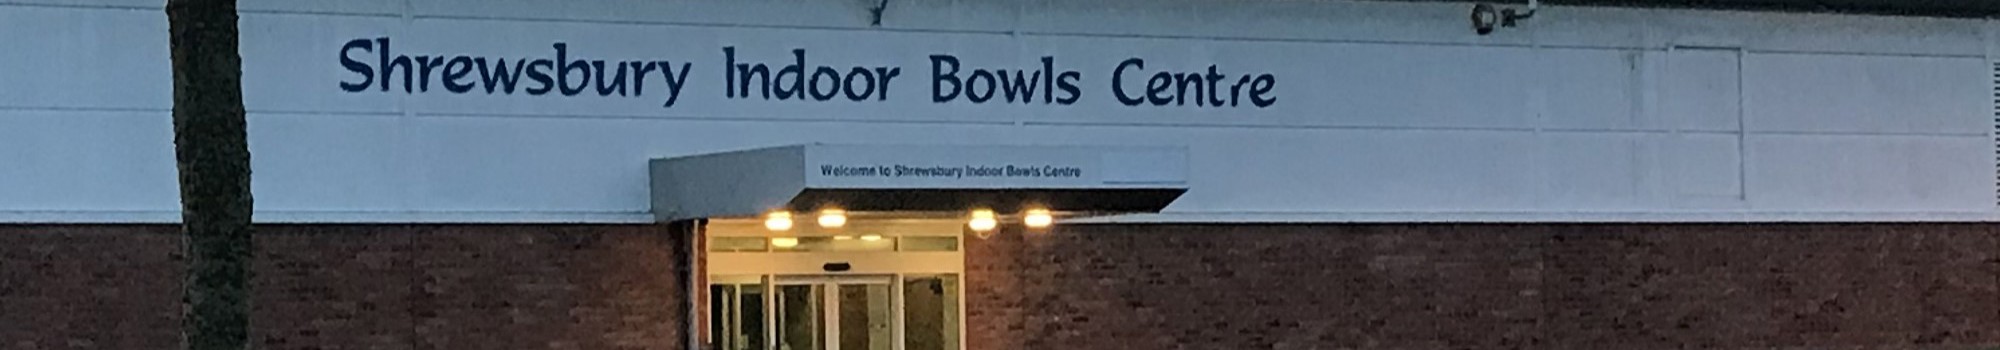 Shrewsbury Indoor Bowls Centre
Welcome to Shrewsbury Indoor Bowls Centre